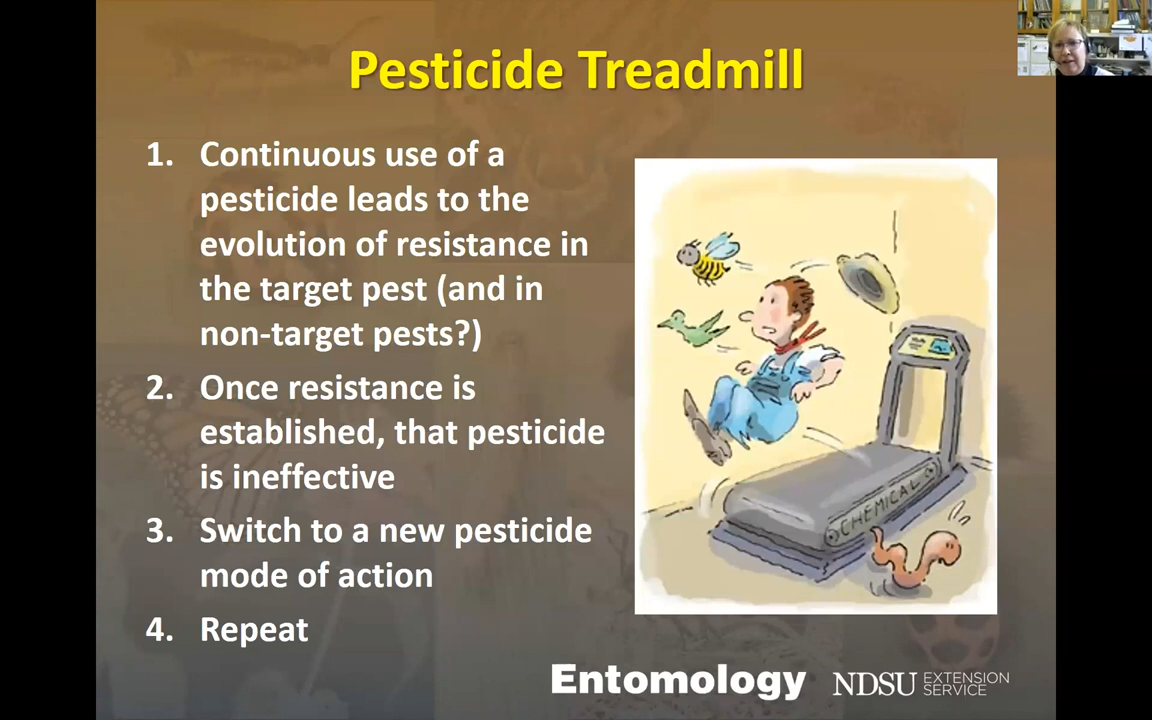 Pesticide Treadmill
1. Continuous use of a
pesticide leads to the
evolution of resistance in
the target pest (and in
non-target pests?)
2. Once resistance is
established, that pesticide
is ineffective
3. Switch to a new pesticide
mode of action
4. Repeat
CHEMICAL
Entomology
NDSU EXTENSION
SERVICE